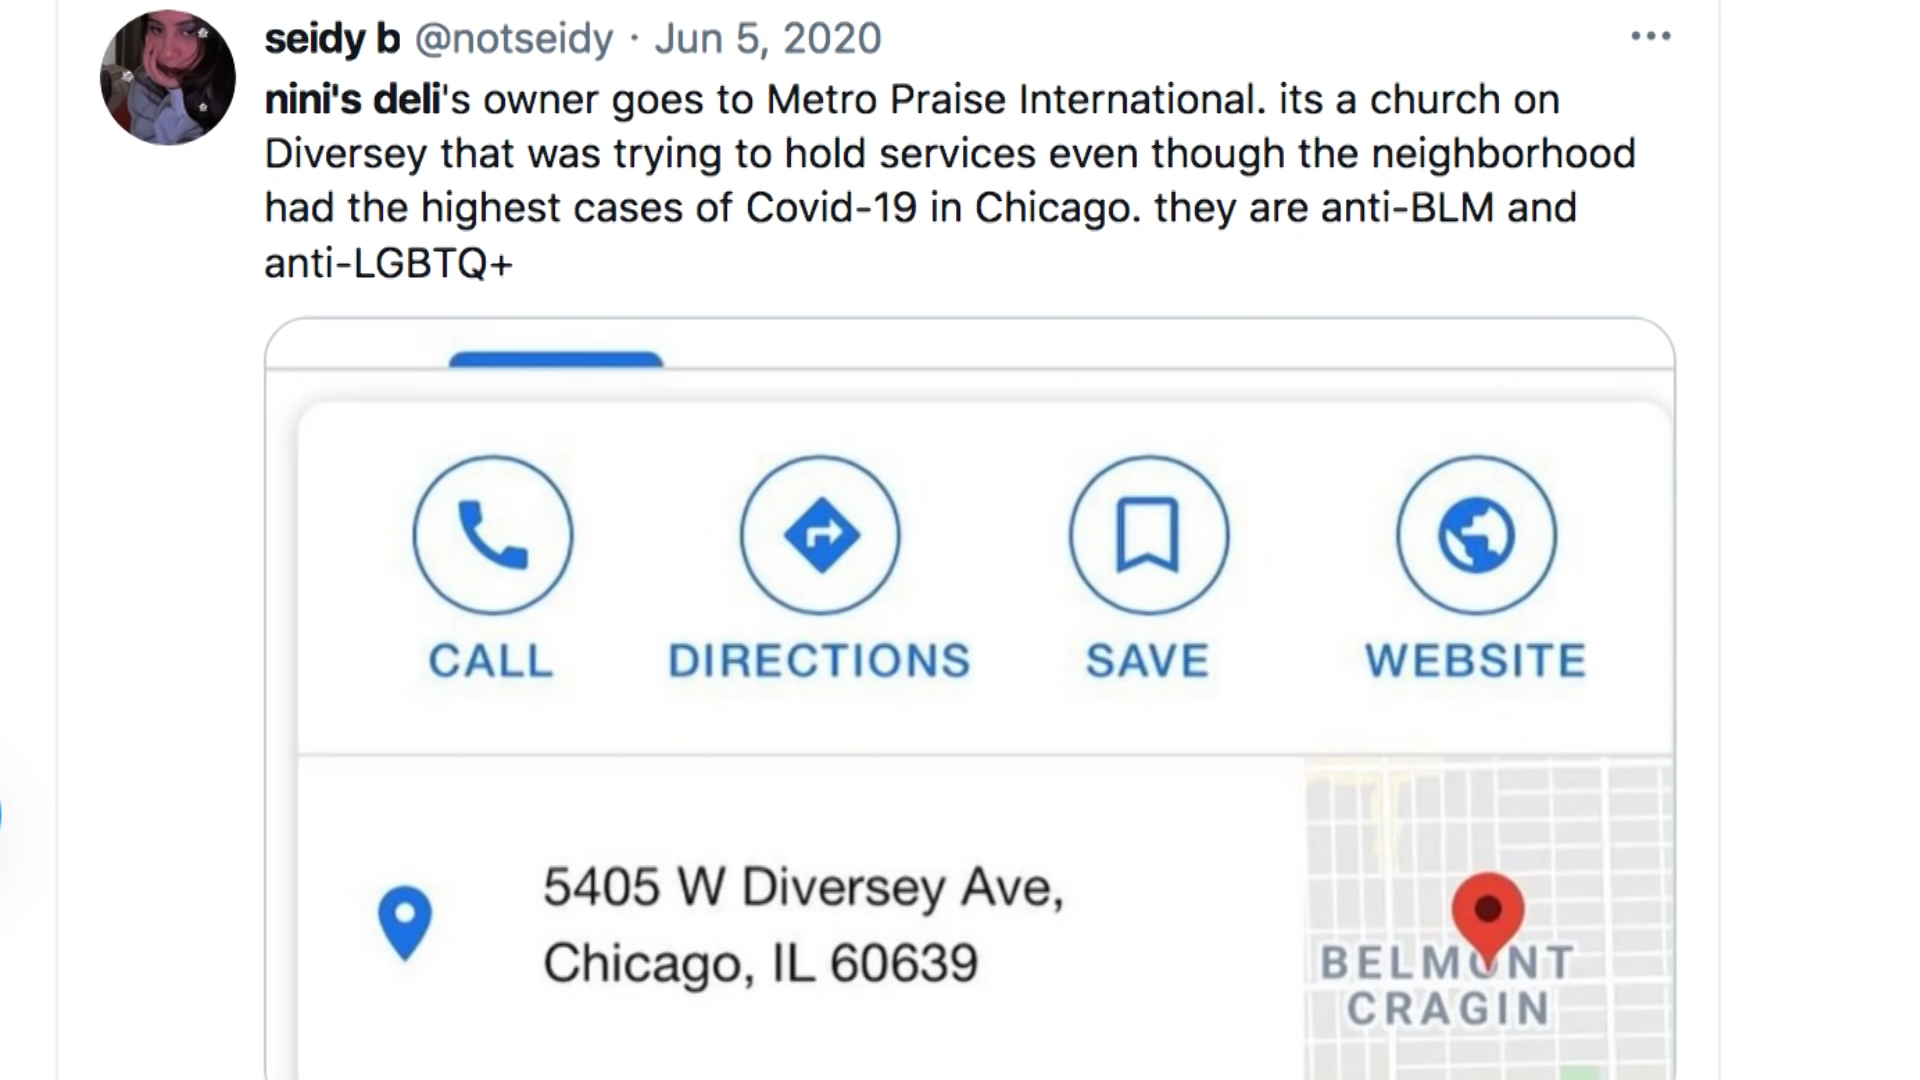 seidy b @notseidy · Jun 5, 2020
nini's deli's owner goes to Metro Praise International. its a church on
Diversey that was trying to hold services even though the neighborhood
had the highest cases of Covid-19 in Chicago. they are anti-BLM and
anti-LGBTQ+
CALL DIRECTIONS SAVE WEBSITE
5405 W Diversey Ave,
Chicago, IL 60639
BELMONT
CRAGIN